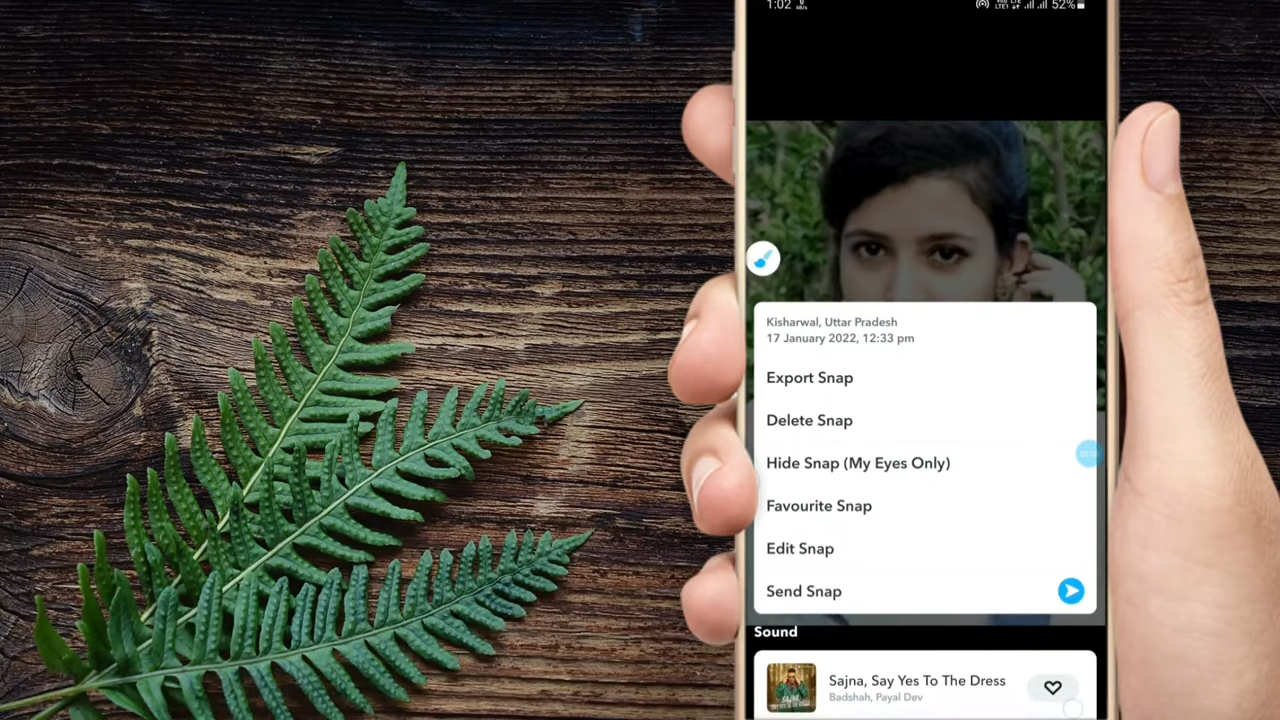 1:02
52%
Kisharwal, Uttar Pradesh
17 January 2022, 12:33 pm
Export Snap
Delete Snap
Hide Snap (My Eyes Only)
Favourite Snap
Edit Snap
Send Snap
Sound
Sajna, Say Yes To The Dress
Badshah, Payal Dev